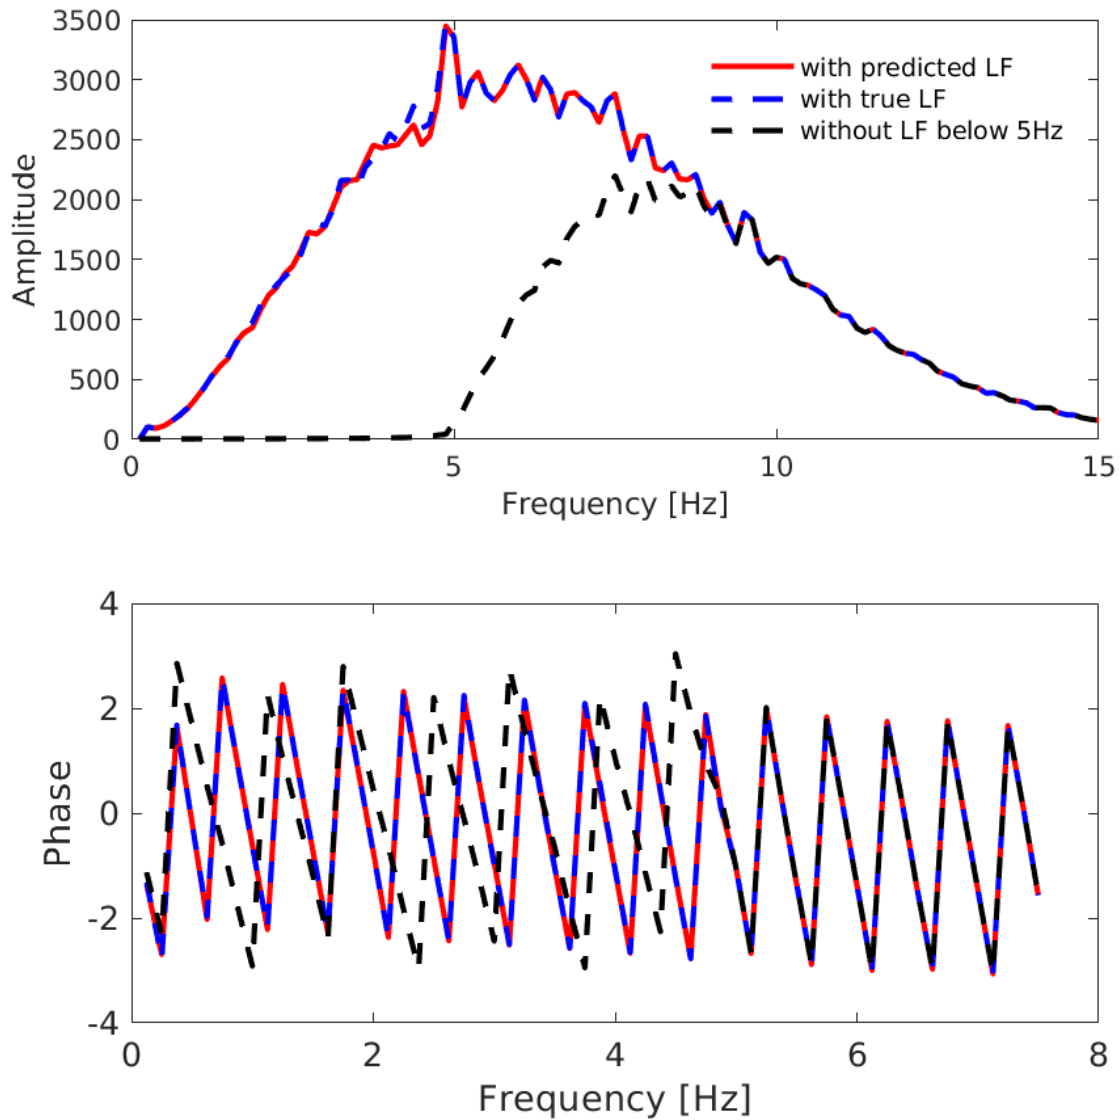 3500
3000
2500
2000
1500
1000
500
0
Amplitude
with predicted LF
with true LF
without LF below 5Hz
0 5 10 15
Frequency [Hz]
4
2
0
-2
-4
Phase
0 2 4 6 8
Frequency [Hz]